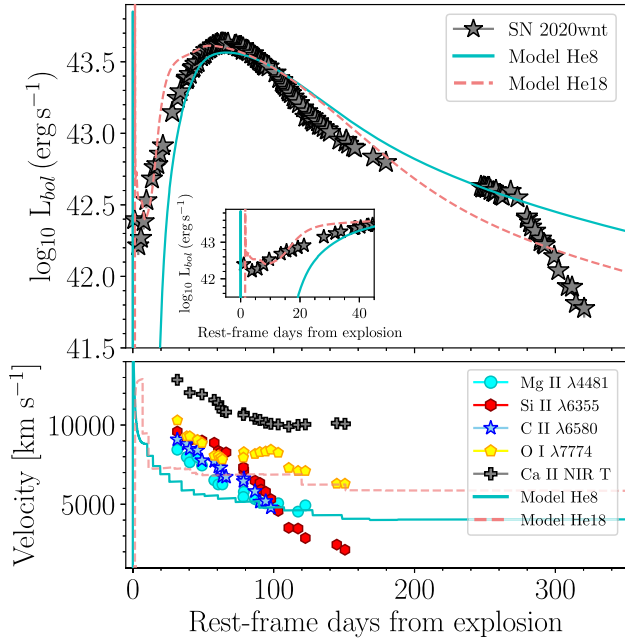 log₁₀ L_bol (erg s⁻¹)
43.5
43.0
42.5
42.0
41.5
SN 2020wnt
Model He8
Model He18
log₁₀ L_bol (erg s⁻¹)
43
42
0 20 40
Rest-frame days from explosion
Velocity [km s⁻¹]
10000
5000
Mg II λ4481
Si II λ6355
C II λ6580
O I λ7774
Ca II NIR T
Model He8
Model He18
0 100 200 300
Rest-frame days from explosion